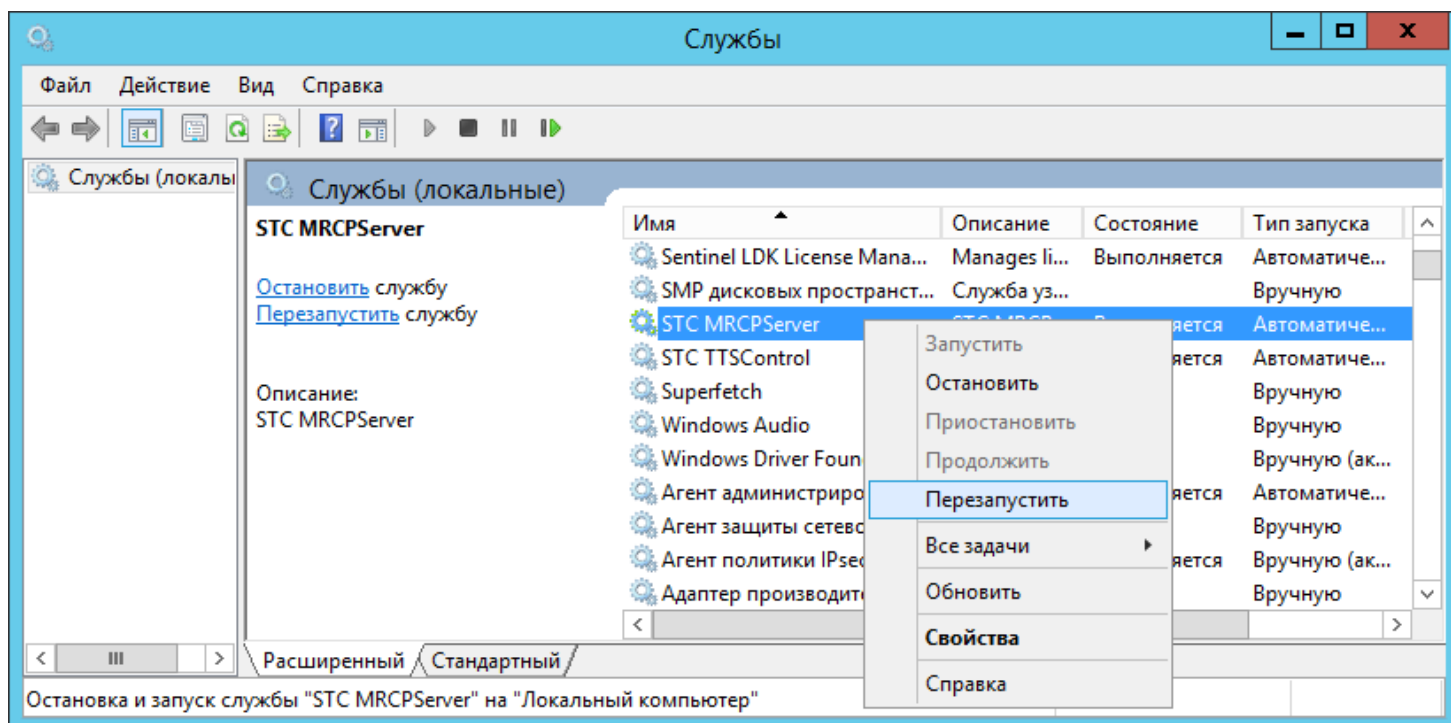 Службы
Файл Действие Вид Справка
Службы (локалы
Службы (локальные)
STC MRCPServer
Остановить службу
Перезапустить службу
Описание:
STC MRCPServer
Имя Описание Состояние Тип запуска
Sentinel LDK License Mana... Manages li... Выполняется Автоматиче...
SMP дисковых пространст... Служба уз... Вручную
STC MRCPServer Автоматиче...
STC TTSControl яется Автоматиче...
Superfetch Вручную
Windows Audio Вручную
Windows Driver Foun Вручную (ак...
Агент администриро яется Автоматиче...
Агент защиты сетево Вручную
Агент политики IPsec яется Вручную (ак...
Адаптер производит Вручную
Запустить
Остановить
Приостановить
Продолжить
Перезапустить
Все задачи
Обновить
Свойства
Справка
Расширенный Стандартный
Остановка и запуск службы "STC MRCPServer" на "Локальный компьютер"